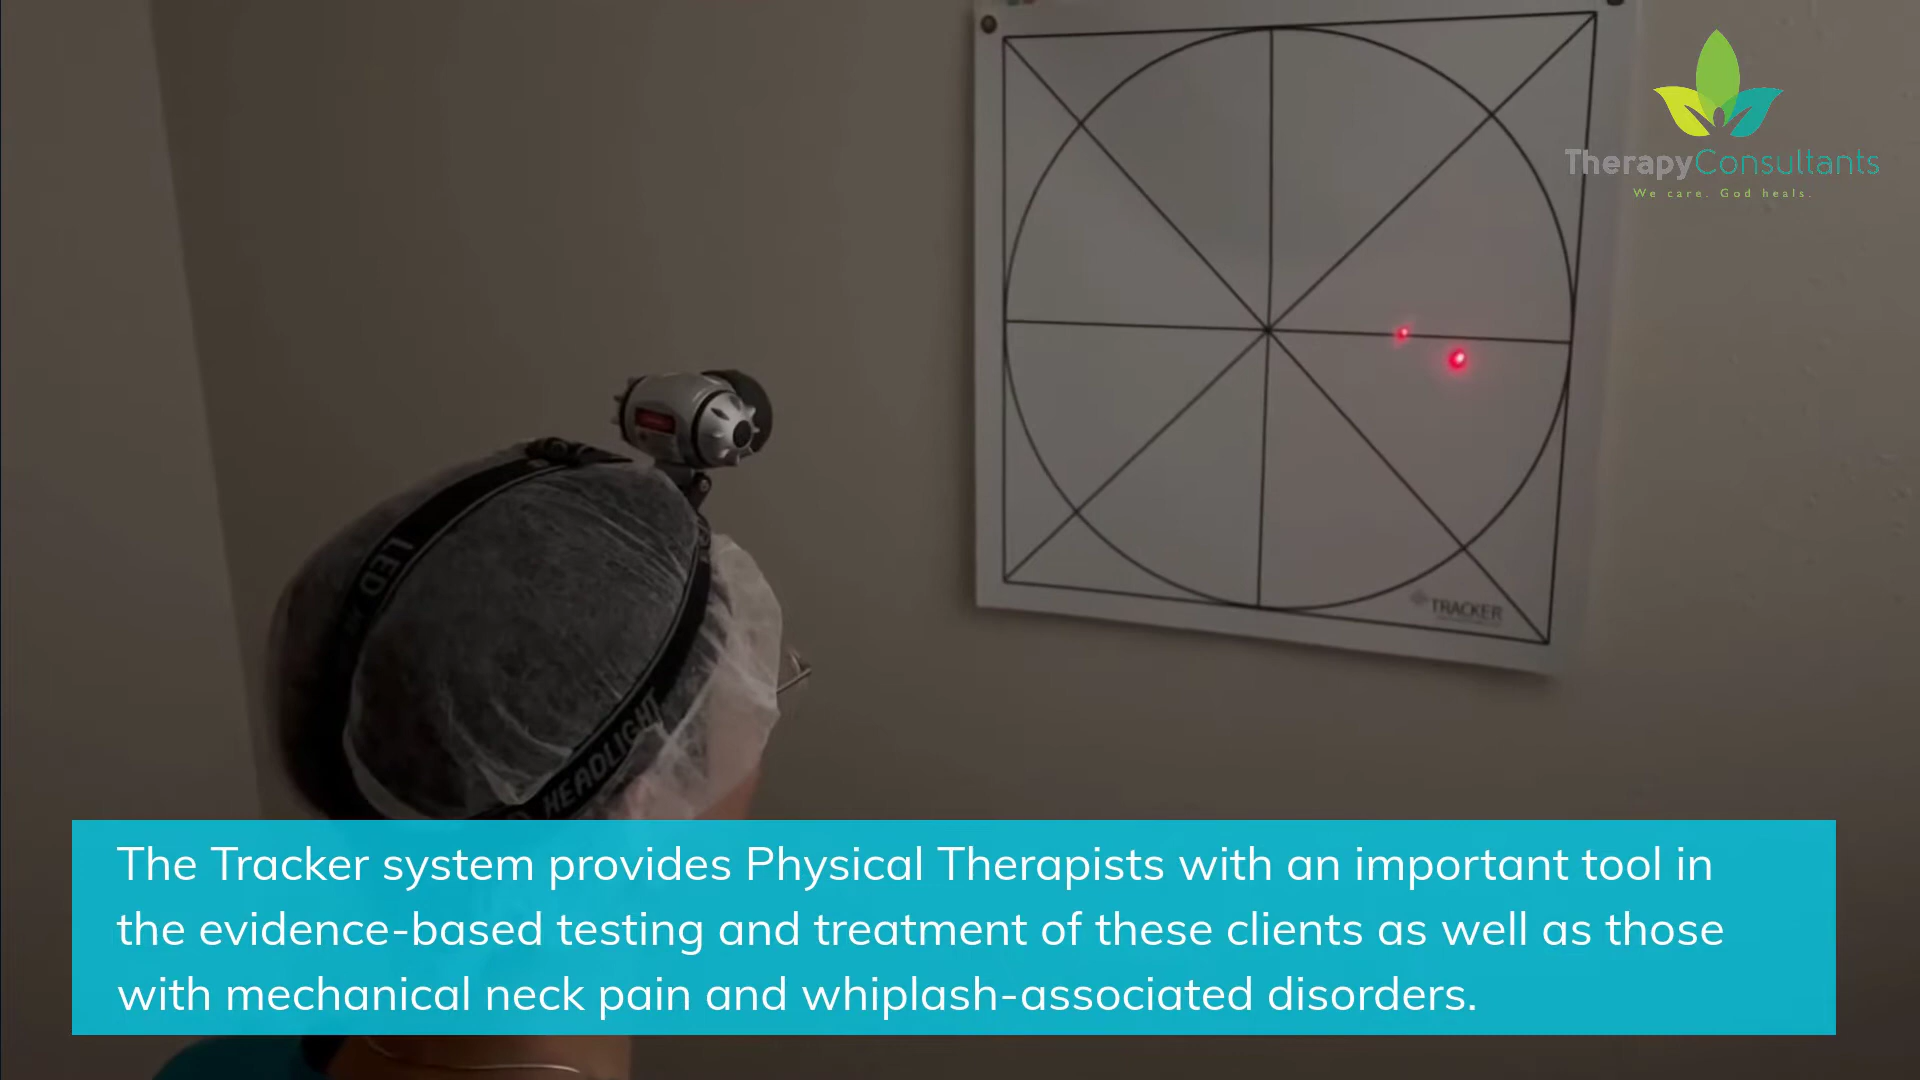 TherapyConsultants
We care. God heals.
TRACKER
LED
HEADLIGHT
The Tracker system provides Physical Therapists with an important tool in
the evidence-based testing and treatment of these clients as well as those
with mechanical neck pain and whiplash-associated disorders.